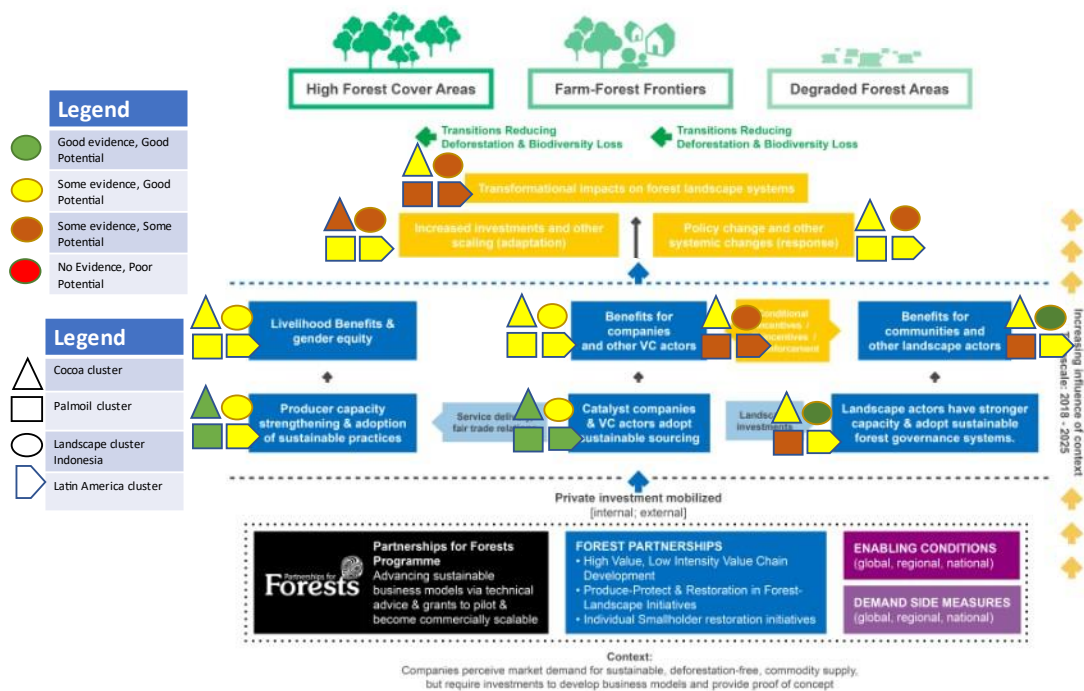 High Forest Cover Areas
Farm-Forest Frontiers
Degraded Forest Areas
Legend
Good evidence, Good
Potential
Some evidence, Good
Potential
Some evidence, Some
Potential
No Evidence, Poor
Potential
Transitions Reducing
Deforestation & Biodiversity Loss
Transitions Reducing
Deforestation & Biodiversity Loss
Transformational impacts on forest landscape systems
Increased investments and other
scaling (adaptation)
Policy change and other
systemic changes (response)
Legend
Cocoa cluster
Palmoil cluster
Landscape cluster
Indonesia
Latin America cluster
Livelihood Benefits &
gender equity
Benefits for
companies
and other VC actors
Benefits for
communities and
other landscape actors
Producer capacity
strengthening & adoption
of sustainable practices
Service
fair trade
Catalyst companies
& VC actors adopt
sustainable sourcing
investments
Landscape actors have stronger
capacity & adopt sustainable
forest governance systems.
Increasing influence of context
scale: 2018 - 2025
Private investment mobilized
[internal; external]
Partnerships for
Forests
Partnerships for Forests
Programme
Advancing sustainable
business models via technical
advice & grants to pilot &
become commercially scalable
FOREST PARTNERSHIPS
• High Value, Low Intensity Value Chain
Development
• Produce-Protect & Restoration in Forest-
Landscape Initiatives
• Individual Smallholder restoration initiatives
ENABLING CONDITIONS
(global, regional, national)
DEMAND SIDE MEASURES
(global, regional, national)
Context:
Companies perceive market demand for sustainable, deforestation-free, commodity supply,
but require investments to develop business models and provide proof of concept